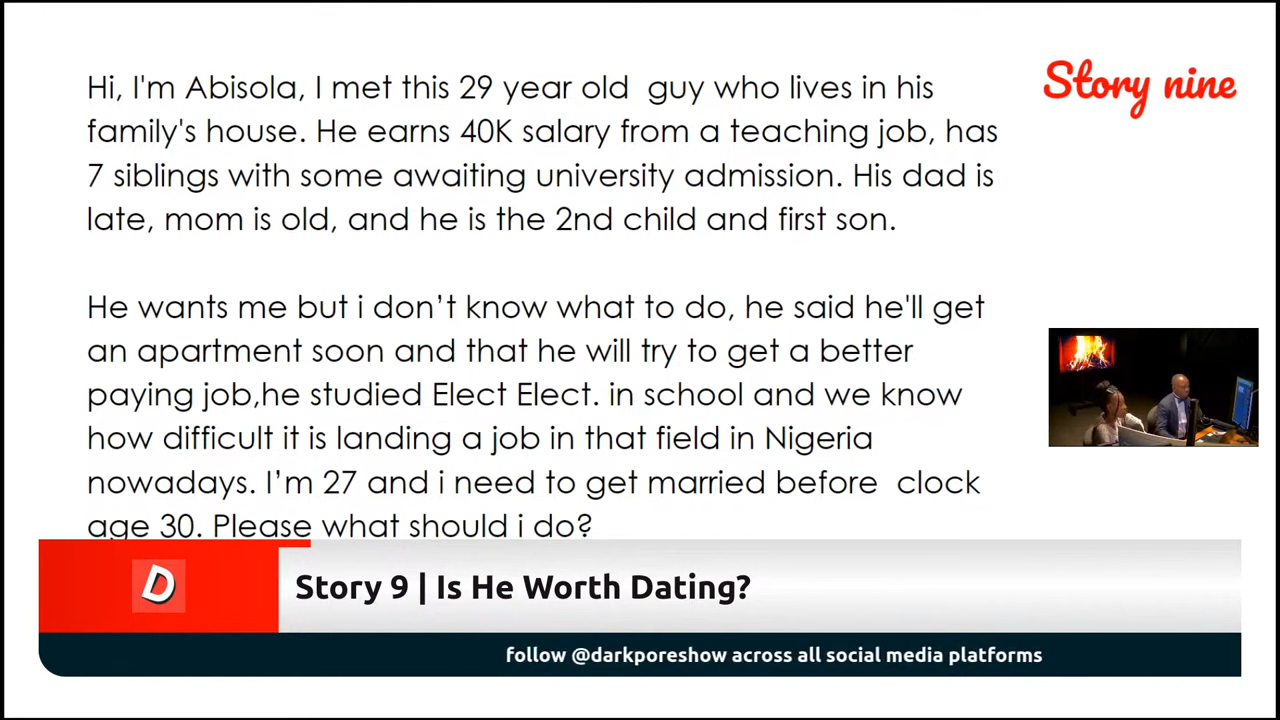 Story nine
Hi, I'm Abisola, I met this 29 year old guy who lives in his
family's house. He earns 40K salary from a teaching job, has
7 siblings with some awaiting university admission. His dad is
late, mom is old, and he is the 2nd child and first son.
He wants me but i don’t know what to do, he said he'll get
an apartment soon and that he will try to get a better
paying job,he studied Elect Elect. in school and we know
how difficult it is landing a job in that field in Nigeria
nowadays. I’m 27 and i need to get married before clock
age 30. Please what should i do?
D
Story 9 | Is He Worth Dating?
follow @darkporeshow across all social media platforms